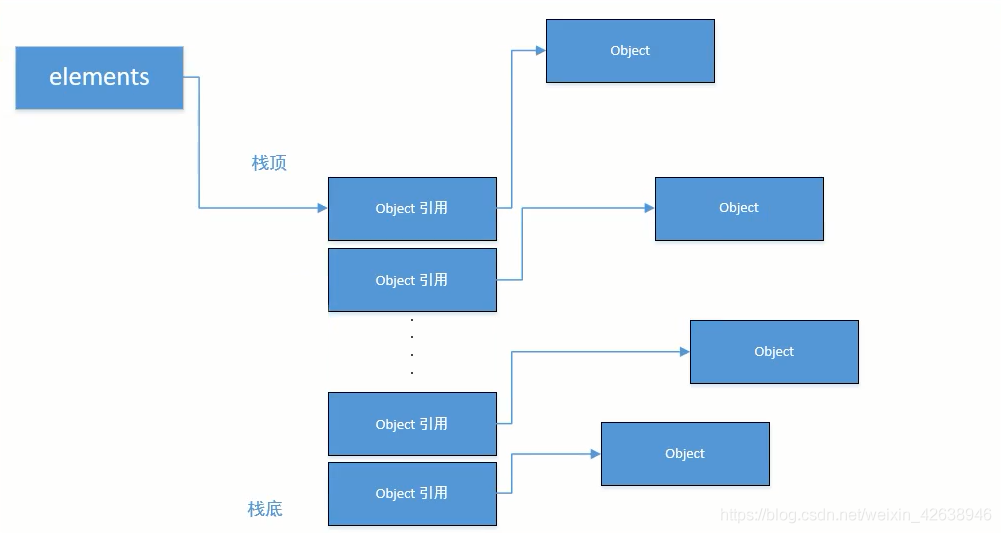 Object
elements
栈顶
Object 引用
Object
Object 引用
Object
Object 引用
Object
Object 引用
栈底
https://blog.csdn.net/weixin_42638946